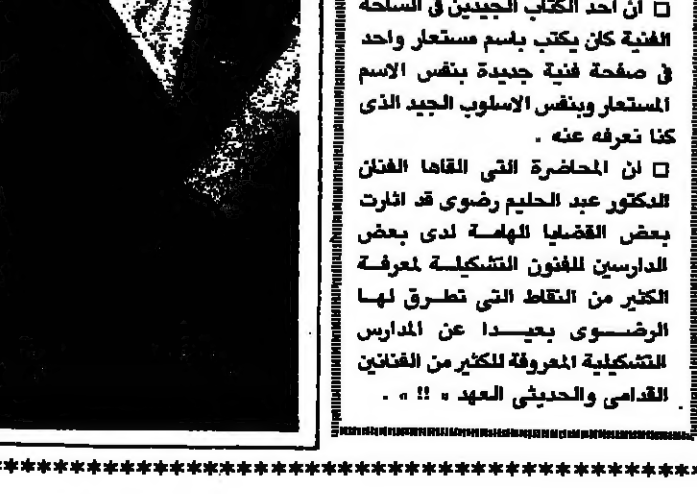 □ ان احد الكتاب الجيدين فى الساحة
الفنية كان يكتب باسم مستعار واحد
فى صفحة فنية جديدة بنفس الاسم
المستعار وبنفس الاسلوب الجيد الذى
كنا نعرفه عنه .
□ ان المحاضرة التى القاها الفنان
الدكتور عبد الحليم رضوى قد اثارت
بعض القضايا الهامة لدى بعض
الدارسين للفنون التشكيلية لمعرفة
الكثير من النقاط التى تطرق لها
الرضوى بعيدا عن المدارس
التشكيلية المعروفة للكثير من الفنانين
القدامى والحديثى العهد « !! » .